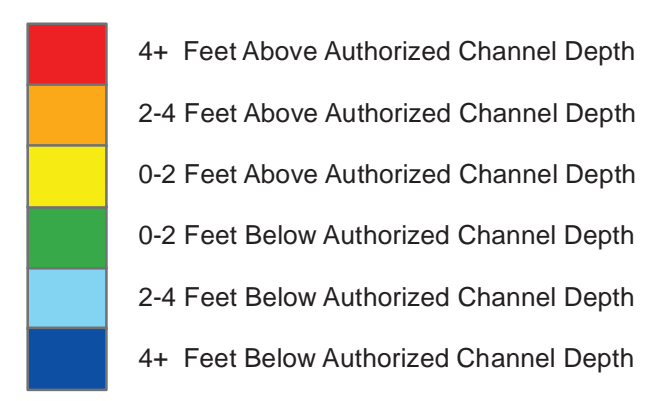 4+ Feet Above Authorized Channel Depth
2-4 Feet Above Authorized Channel Depth
0-2 Feet Above Authorized Channel Depth
0-2 Feet Below Authorized Channel Depth
2-4 Feet Below Authorized Channel Depth
4+ Feet Below Authorized Channel Depth